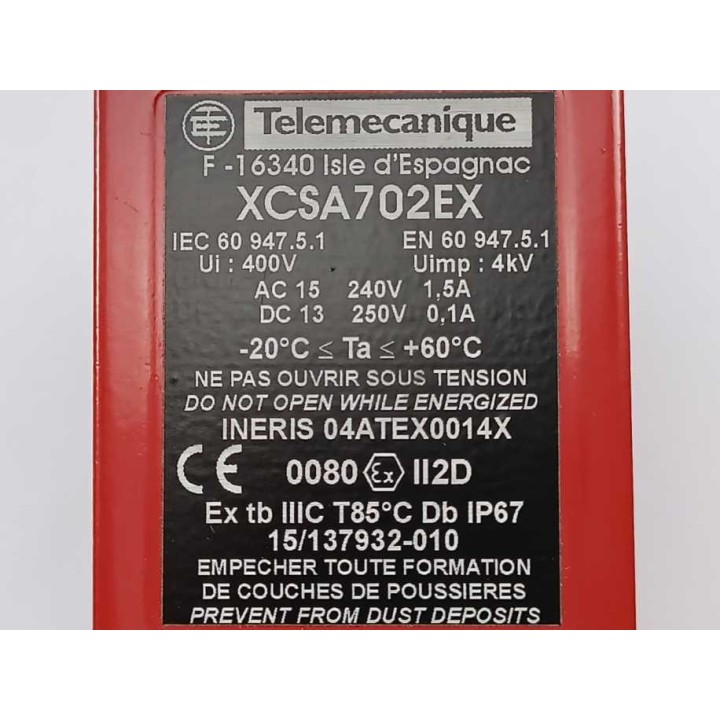 Telemecanique
F -16340 Isle d'Espagnac
XCSA702EX
IEC 60 947.5.1 EN 60 947.5.1
Ui : 400V Uimp : 4kV
AC 15 240V 1,5A
DC 13 250V 0,1A
-20°C ≤ Ta ≤ +60°C
NE PAS OUVRIR SOUS TENSION
DO NOT OPEN WHILE ENERGIZED
INERIS 04ATEX0014X
CE 0080 Ex II2D
Ex tb IIIC T85°C Db IP67
15/137932-010
EMPECHER TOUTE FORMATION
DE COUCHES DE POUSSIERES
PREVENT FROM DUST DEPOSITS